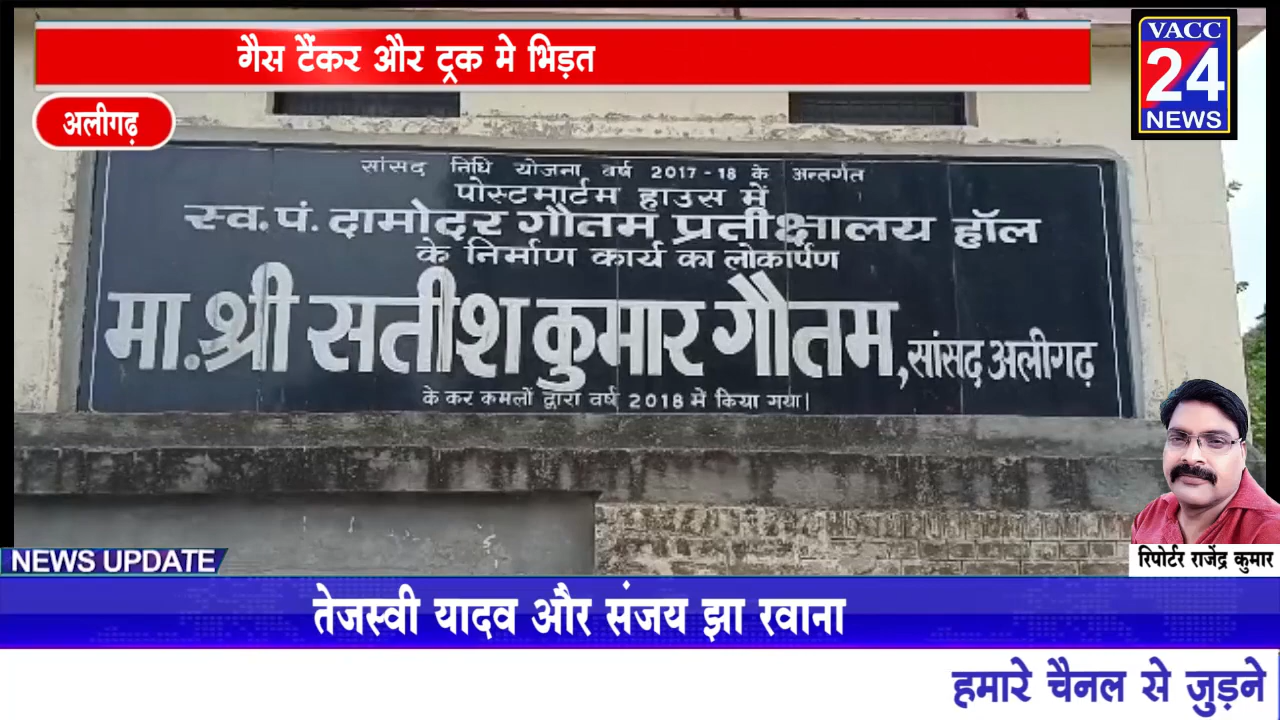 गैस टैंकर और ट्रक मे भिड़त
VACC
24
NEWS
अलीगढ़
सांसद निधि योजना वर्ष 2017-18 के अन्तर्गत
पोस्टमार्टम हाउस में
स्व.पं. दामोदर गौतम प्रतीक्षालय हॉल
के निर्माण कार्य का लोकार्पण
मा.श्री सतीश कुमार गौतम, सांसद अलीगढ़
के कर कमलों द्वारा वर्ष 2018 में किया गया|
रिपोर्टर राजेंद्र कुमार
NEWS UPDATE
तेजस्वी यादव और संजय झा रवाना
हमारे चैनल से जुड़ने